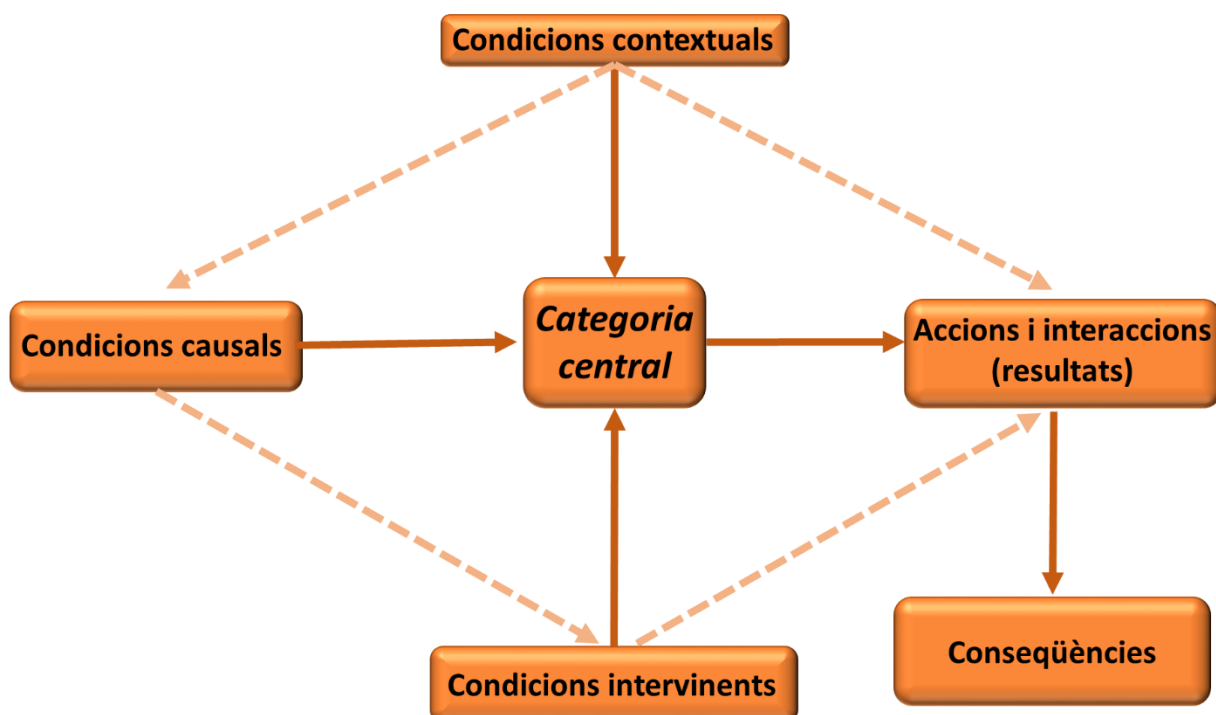 Condicions contextuals
Condicions causals
Categoria
central
Accions i interaccions
(resultats)
Condicions intervinents
Conseqüències